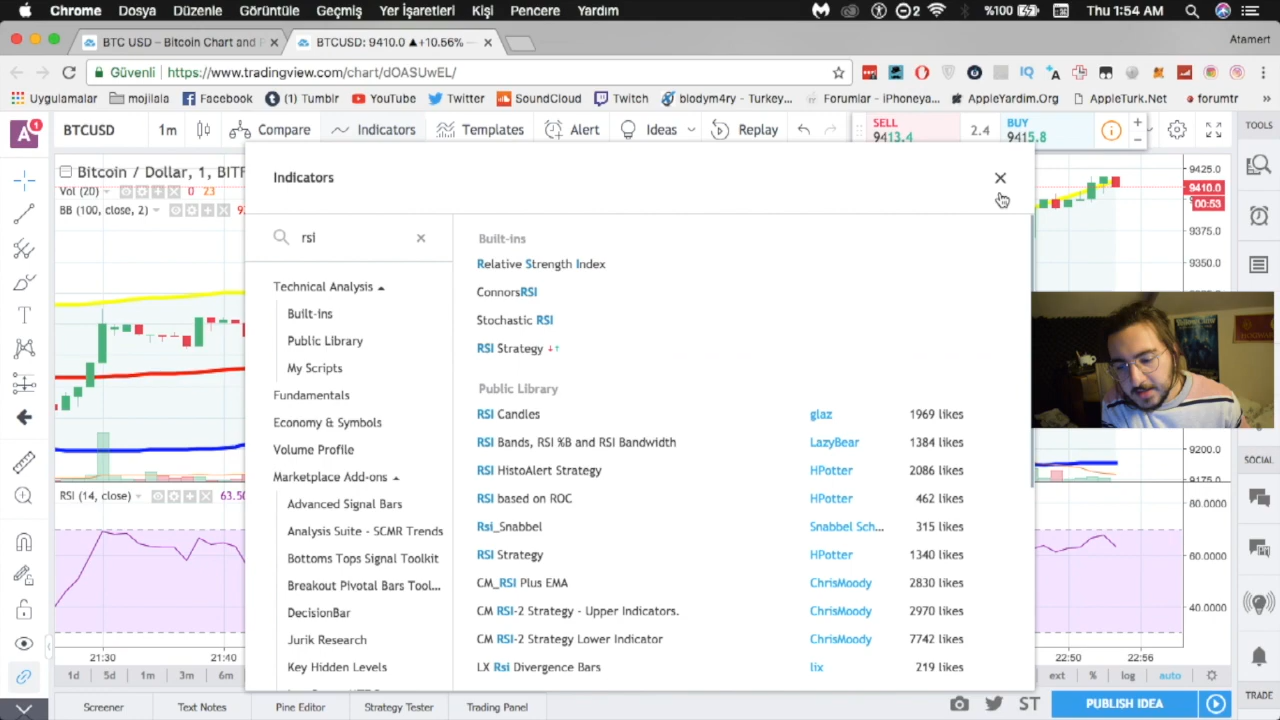 Chrome Dosya Düzenle Görüntüle Geçmiş Yer İşaretleri Kişi Pencere Yardım 2 %100 Thu 1:54 AM
BTC USD – Bitcoin Chart and P BTCUSD: 9410.0 ▲+10.56% — Atamert
Güvenli https://www.tradingview.com/chart/dOASUwEL/
Uygulamalar mojilala Facebook (1) Tumblr YouTube Twitter SoundCloud Twitch blodym4ry - Turkey... Forumlar - iPhoneya... AppleYardim.Org AppleTurk.Net forumtr »
A 1 BTCUSD 1m Compare Indicators Templates Alert Ideas Replay SELL 9413.4 2.4 BUY 9415.8 TOOLS
Bitcoin / Dollar, 1, BITF
Vol (20) 0 23
BB (100, close, 2)
Indicators
rsi
Technical Analysis
Built-ins
Public Library
My Scripts
Fundamentals
Economy & Symbols
Volume Profile
Marketplace Add-ons
Advanced Signal Bars
Analysis Suite - SCMR Trends
Bottoms Tops Signal Toolkit
Breakout Pivotal Bars Tool...
DecisionBar
Jurik Research
Key Hidden Levels
Built-ins
Relative Strength Index
ConnorsRSI
Stochastic RSI
RSI Strategy ↓↑
Public Library
RSI Candles glaz 1969 likes
RSI Bands, RSI %B and RSI Bandwidth LazyBear 1384 likes
RSI HistoAlert Strategy HPotter 2086 likes
RSI based on ROC HPotter 462 likes
Rsi_Snabbel Snabbel Sch... 315 likes
RSI Strategy HPotter 1340 likes
CM_RSI Plus EMA ChrisMoody 2830 likes
CM RSI-2 Strategy - Upper Indicators. ChrisMoody 2970 likes
CM RSI-2 Strategy Lower Indicator ChrisMoody 7742 likes
LX Rsi Divergence Bars lix 219 likes
9425.0
9410.0
00:53
9375.0
9350.0
9200.0
9175.0
SOCIAL
RSI (14, close) 63.50
80.0000
60.0000
40.0000
21:30 21:40 22:50 22:56
1d 5d 1m 3m 6m ext % log auto
Screener Text Notes Pine Editor Strategy Tester Trading Panel ST PUBLISH IDEA TRADE